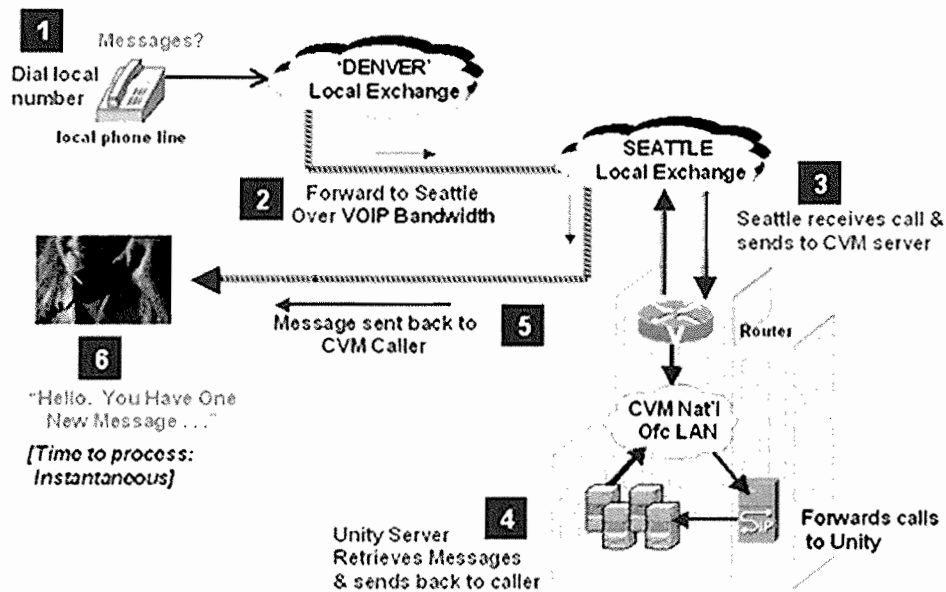 1
Messages?
Dial local
number
local phone line
'DENVER'
Local Exchange
SEATTLE
Local Exchange
2
Forward to Seattle
Over VOIP Bandwidth
3
Seattle receives call &
sends to CVM server
5
Message sent back to
CVM Caller
V
Router
6
"Hello. You Have One
New Message . . ."
[Time to process:
Instantaneous]
CVM Nat'l
Ofc LAN
4
Unity Server
Retrieves Messages
& sends back to caller
SIP
Forwards calls
to Unity